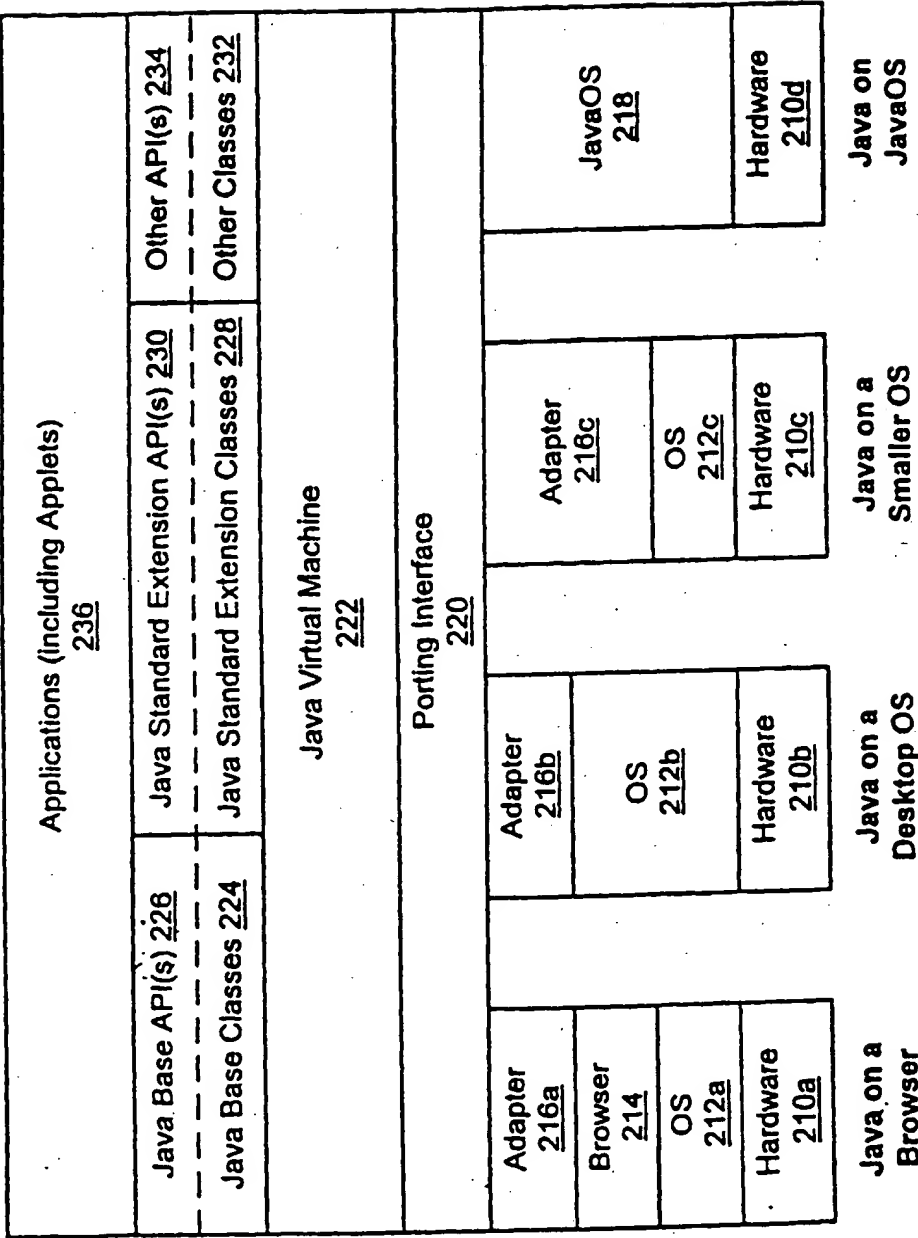 Applications (including Applets)
236
Java Base API(s) 226
Java Standard Extension API(s) 230
Other API(s) 234
Java Base Classes 224
Java Standard Extension Classes 228
Other Classes 232
Java Virtual Machine
222
Porting Interface
220
Adapter
216a
Browser
214
OS
212a
Hardware
210a
Java on a
Browser
Adapter
216b
OS
212b
Hardware
210b
Java on a
Desktop OS
Adapter
216c
OS
212c
Hardware
210c
Java on a
Smaller OS
JavaOS
218
Hardware
210d
Java on
JavaOS